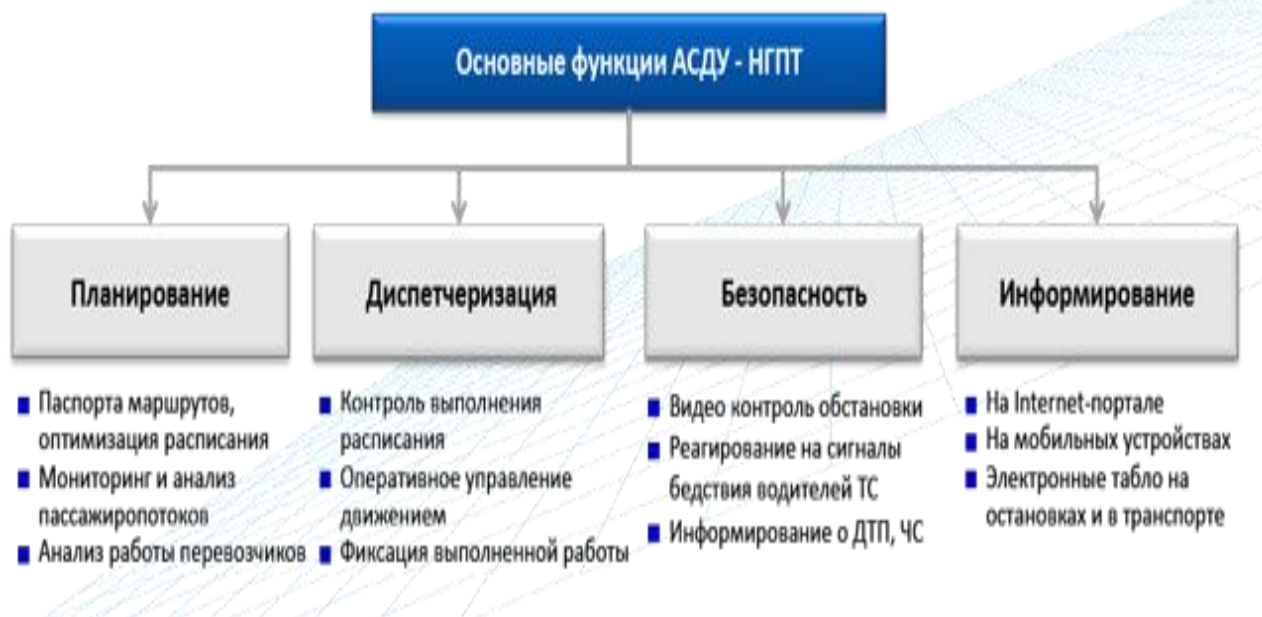 Основные функции АСДУ - НГПТ
Планирование
Паспорта маршрутов,
оптимизация расписания
Мониторинг и анализ
пассажиропотоков
Анализ работы перевозчиков
Диспетчеризация
Контроль выполнения
расписания
Оперативное управление
движением
Фиксация выполненной работы
Безопасность
Видео контроль обстановки
Реагирование на сигналы
бедствия водителей ТС
Информирование о ДТП, ЧС
Информирование
На Internet-портале
На мобильных устройствах
Электронные табло на
остановках и в транспорте